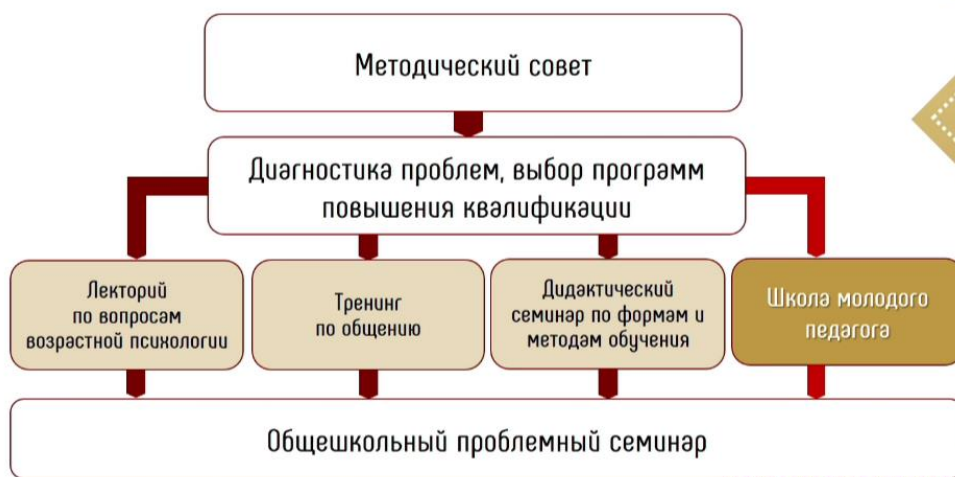 Методический совет
Диагностика проблем, выбор программ
повышения квалификации
Лекторий
по вопросам
возрастной психологии
Тренинг
по общению
Дидактический
семинар по формам и
методам обучения
Школа молодого
педагога
Общешкольный проблемный семинар